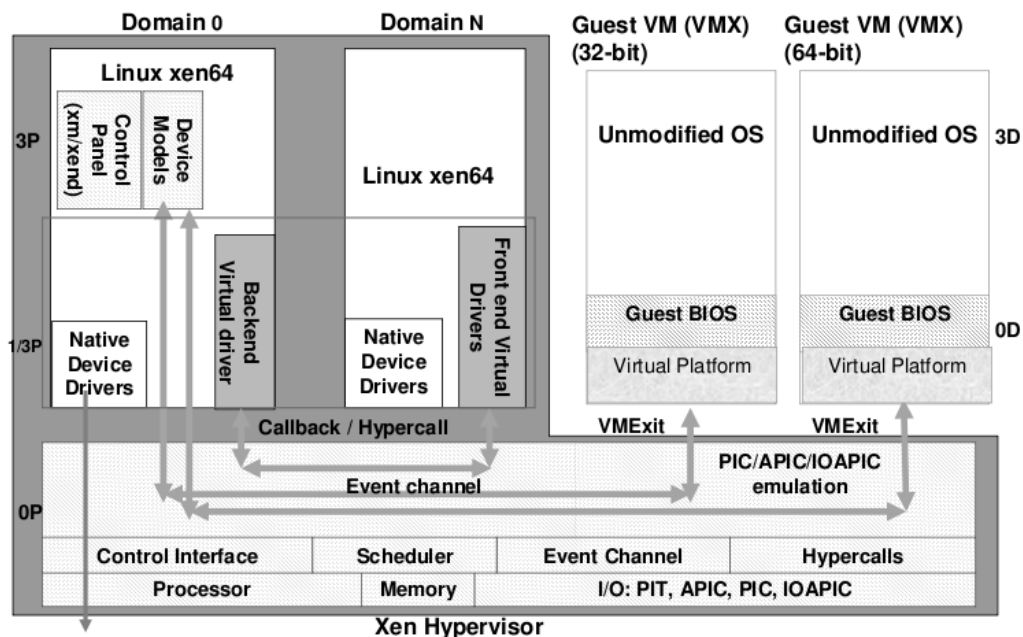 Domain 0
Domain N
Guest VM (VMX)
(32-bit)
Guest VM (VMX)
(64-bit)
Linux xen64
Control
Panel
(xm/xend)
Device
Models
3P
Linux xen64
Unmodified OS
Unmodified OS
3D
Backend
Virtual driver
Front end Virtual
Drivers
Guest BIOS
Guest BIOS
0D
1/3P
Native
Device
Drivers
Native
Device
Drivers
Virtual Platform
Virtual Platform
Callback / Hypercall
VMExit
VMExit
PIC/APIC/IOAPIC
emulation
Event channel
0P
Control Interface
Scheduler
Event Channel
Hypercalls
Processor
Memory
I/O: PIT, APIC, PIC, IOAPIC
Xen Hypervisor